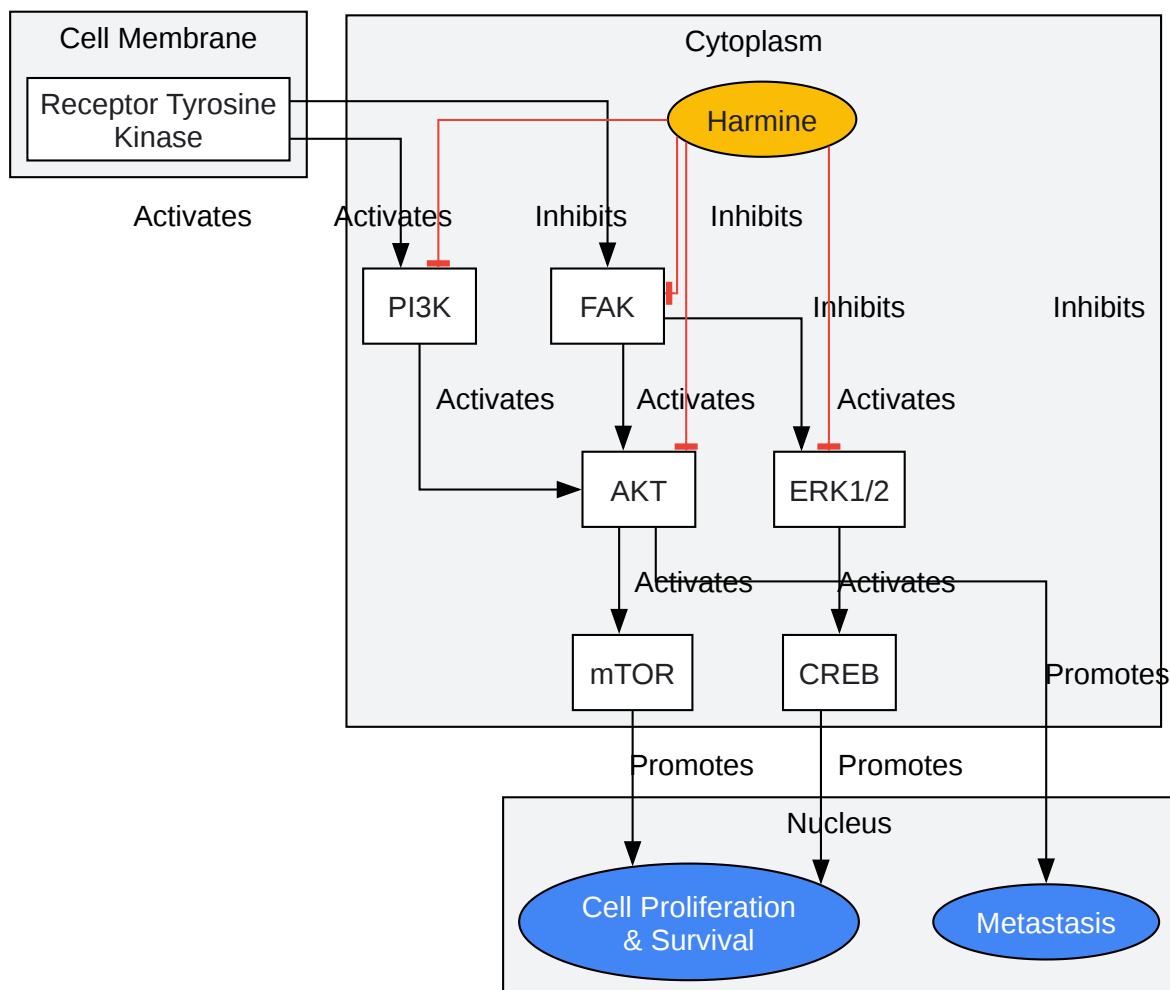 Cell Membrane
Cytoplasm
Receptor Tyrosine
Kinase
Harmine
Activates
Activates
Inhibits
Inhibits
PI3K
FAK
Inhibits
Inhibits
Activates
Activates
Activates
AKT
ERK1/2
Activates
Activates
mTOR
CREB
Promotes
Promotes
Promotes
Nucleus
Cell Proliferation
& Survival
Metastasis